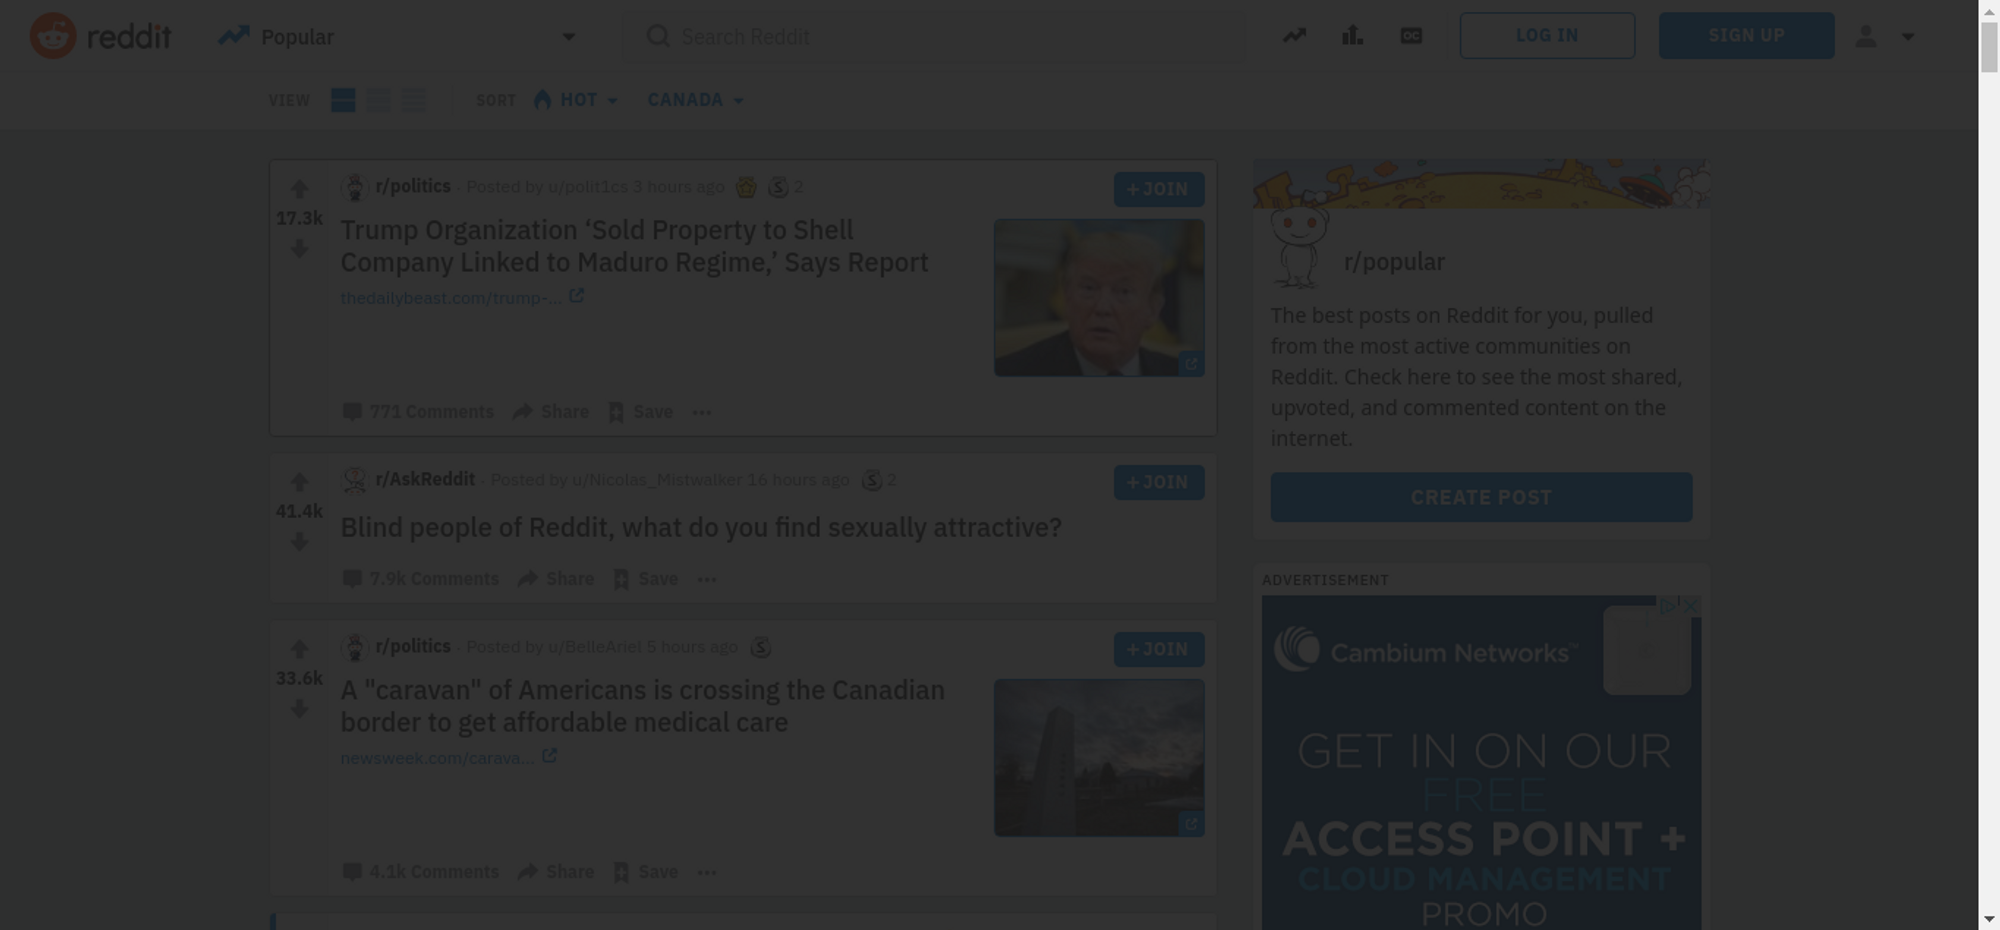 reddit
Popular
Search Reddit
OC
LOG IN
SIGN UP
VIEW
SORT
HOT
CANADA
r/politics · Posted by u/polit1cs 3 hours ago
S 2
+ JOIN
17.3k
Trump Organization ‘Sold Property to Shell
Company Linked to Maduro Regime,’ Says Report
thedailybeast.com/trump-...
771 Comments
Share
Save
r/AskReddit · Posted by u/Nicolas_Mistwalker 16 hours ago
S 2
+ JOIN
41.4k
Blind people of Reddit, what do you find sexually attractive?
7.9k Comments
Share
Save
r/politics · Posted by u/BelleAriel 5 hours ago
S
+ JOIN
33.6k
A "caravan" of Americans is crossing the Canadian
border to get affordable medical care
newsweek.com/carava...
4.1k Comments
Share
Save
r/popular
The best posts on Reddit for you, pulled
from the most active communities on
Reddit. Check here to see the most shared,
upvoted, and commented content on the
internet.
CREATE POST
ADVERTISEMENT
Cambium Networks™
GET IN ON OUR
FREE
ACCESS POINT +
CLOUD MANAGEMENT
PROMO